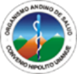 ORGANISMO ANDINO DE SALUD
CONVENIO HIPOLITO UNANUE